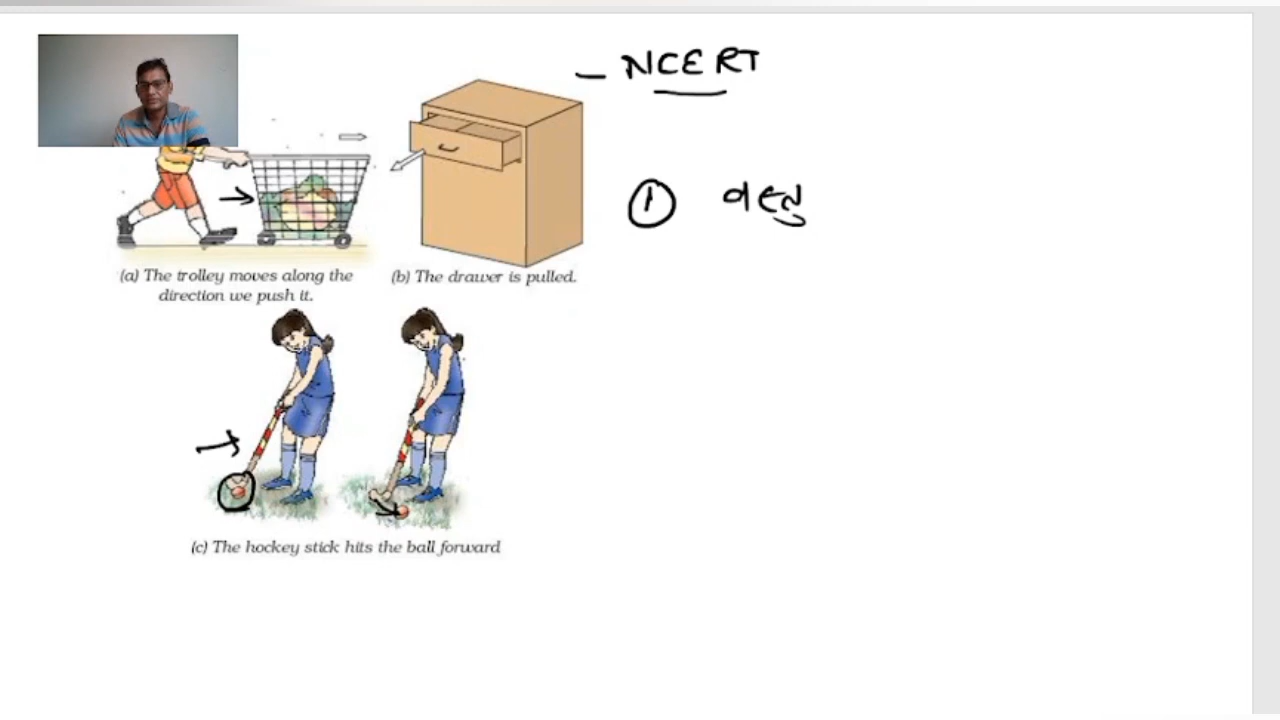 – NCERT
① વસ્તુ
(a) The trolley moves along the
direction we push it.
(b) The drawer is pulled.
(c) The hockey stick hits the ball forward